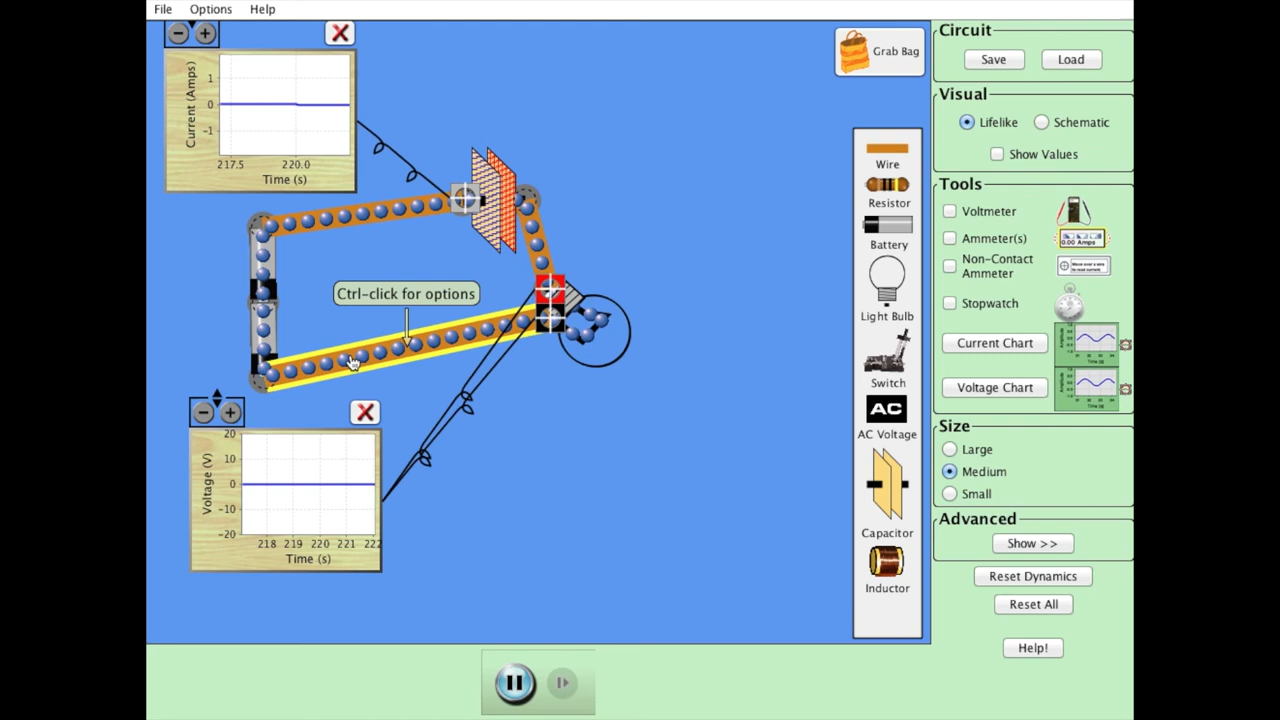 File Options Help
Grab Bag
Current (Amps)
1
0
-1
217.5 220.0
Time (s)
Ctrl-click for options
Voltage (V)
20
10
0
-10
-20
218 219 220 221 222
Time (s)
Wire
Resistor
Battery
Light Bulb
Switch
AC
AC Voltage
Capacitor
Inductor
Circuit
Save Load
Visual
Lifelike Schematic
Show Values
Tools
Voltmeter
Ammeter(s)
0.00 Amps
Non-Contact
Ammeter
Stopwatch
Current Chart
Voltage Chart
Size
Large
Medium
Small
Advanced
Show >>
Reset Dynamics
Reset All
Help!